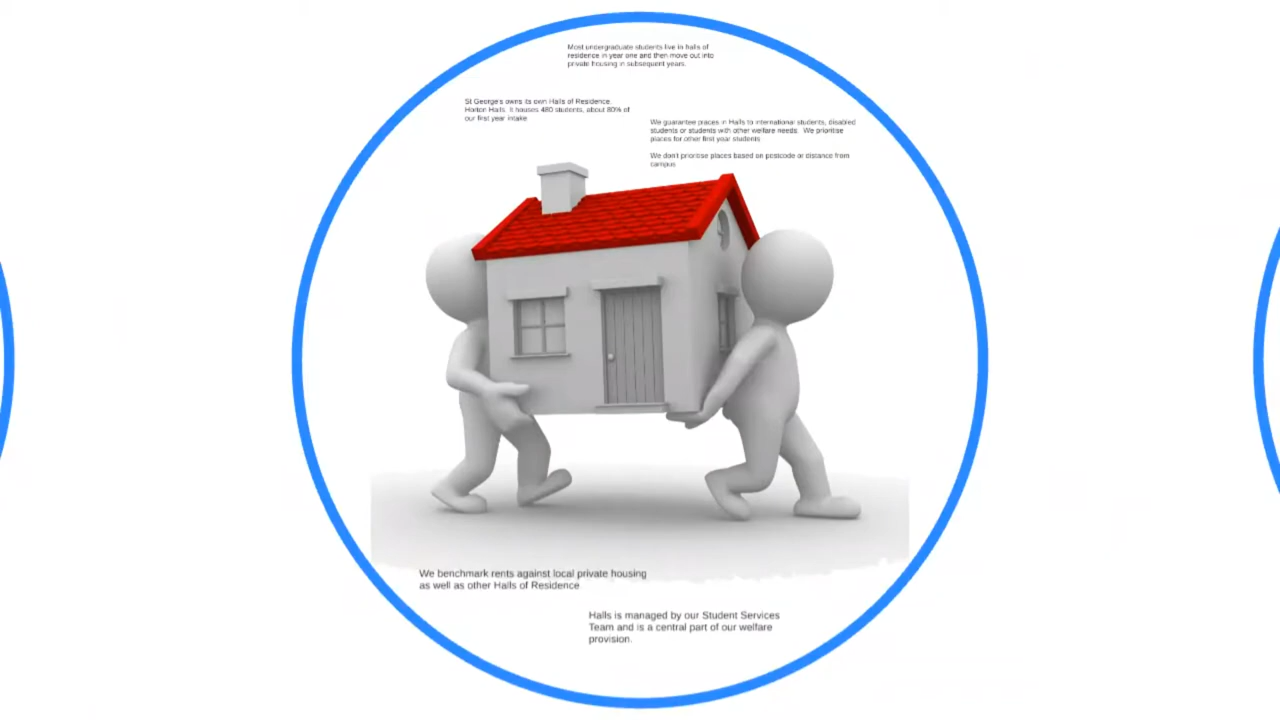 Most undergraduate students live in halls of
residence in year one and then move out into
private housing in subsequent years.
St George's owns its own Halls of Residence,
Horton Halls. It houses 480 students, about 80% of
our first year intake
We guarantee places in Halls to international students, disabled
students or students with other welfare needs. We prioritise
places for other first year students
We don't prioritise places based on postcode or distance from
campus
We benchmark rents against local private housing
as well as other Halls of Residence
Halls is managed by our Student Services
Team and is a central part of our welfare
provision.